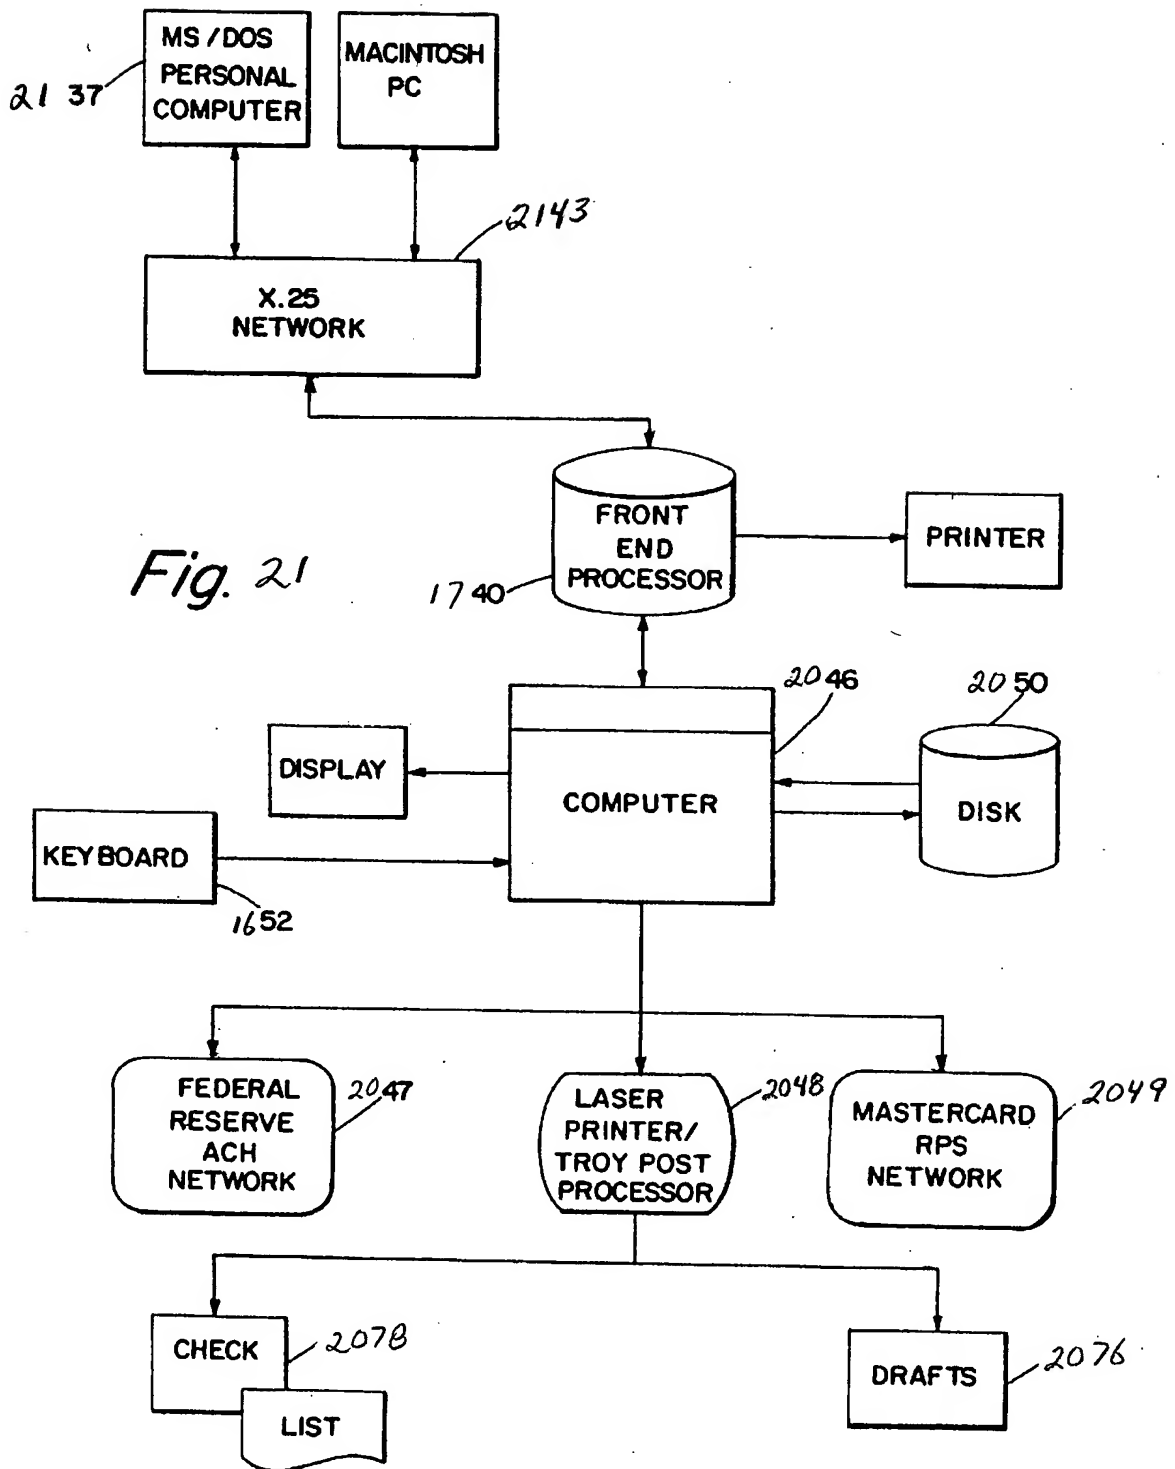 MS/DOS
PERSONAL
COMPUTER
MACINTOSH
PC
2137
2143
X.25
NETWORK
FRONT
END
PROCESSOR
PRINTER
Fig. 21
1740
2046
2050
DISPLAY
COMPUTER
DISK
KEYBOARD
1652
FEDERAL
RESERVE
ACH
NETWORK
2047
LASER
PRINTER/
TROY POST
PROCESSOR
2048
MASTERCARD
RPS
NETWORK
2049
CHECK
2078
LIST
DRAFTS
2076